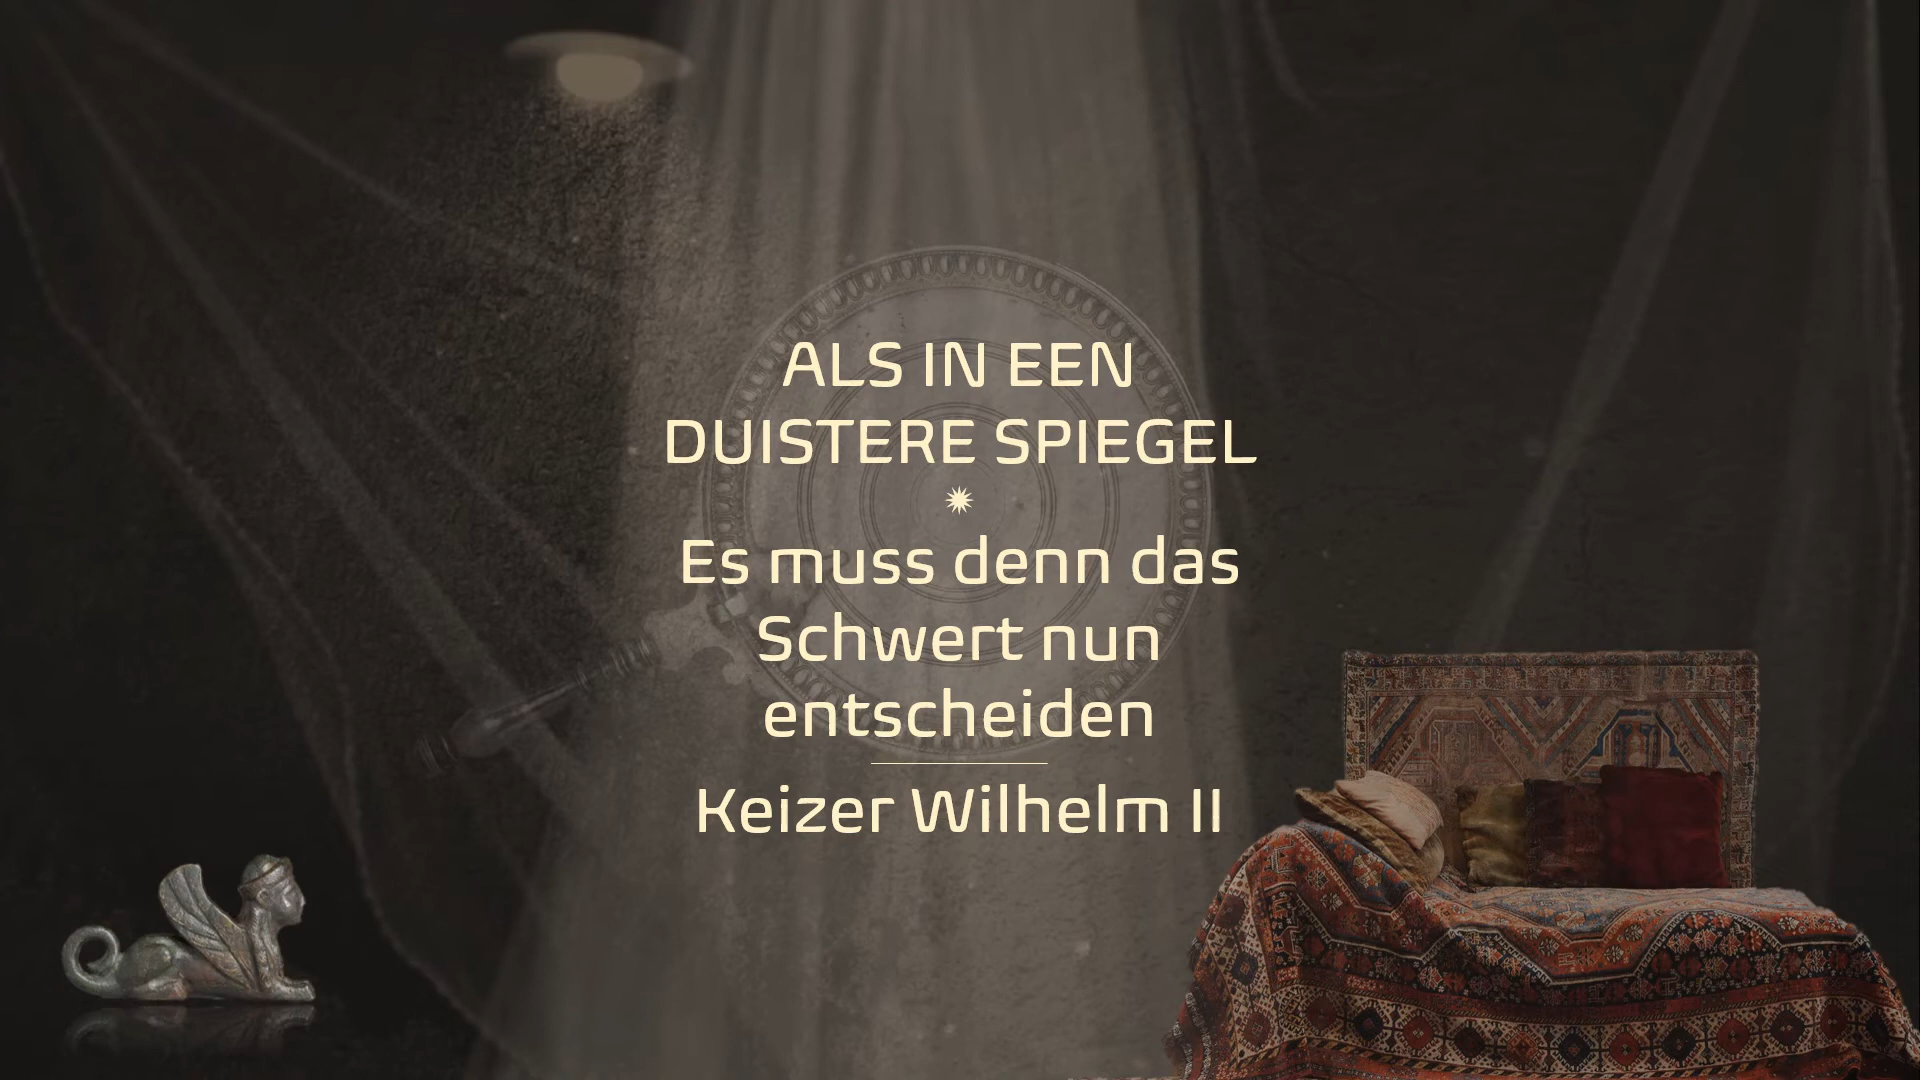 ALS IN EEN
DUISTERE SPIEGEL
Es muss denn das
Schwert nun
entscheiden
Keizer Wilhelm II